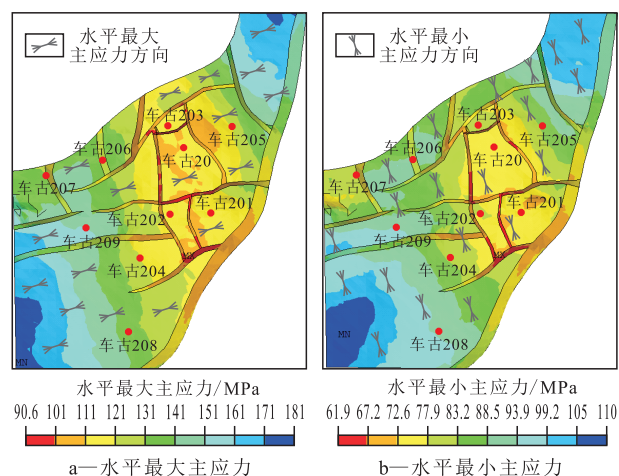 水平最大
主应力方向
车古203
车古205
车古206
车古20
车古207
车古202
车古201
车古209
车古204
MX
车古208
MN
水平最大主应力/MPa
90.6 101 111 121 131 141 151 161 171 181
a—水平最大主应力
水平最小
主应力方向
车古203
车古205
车古206
车古20
车古207
车古202
车古201
车古209
车古204
MX
MN
车古208
水平最小主应力/MPa
61.9 67.2 72.6 77.9 83.2 88.5 93.9 99.2 105 110
b—水平最小主应力